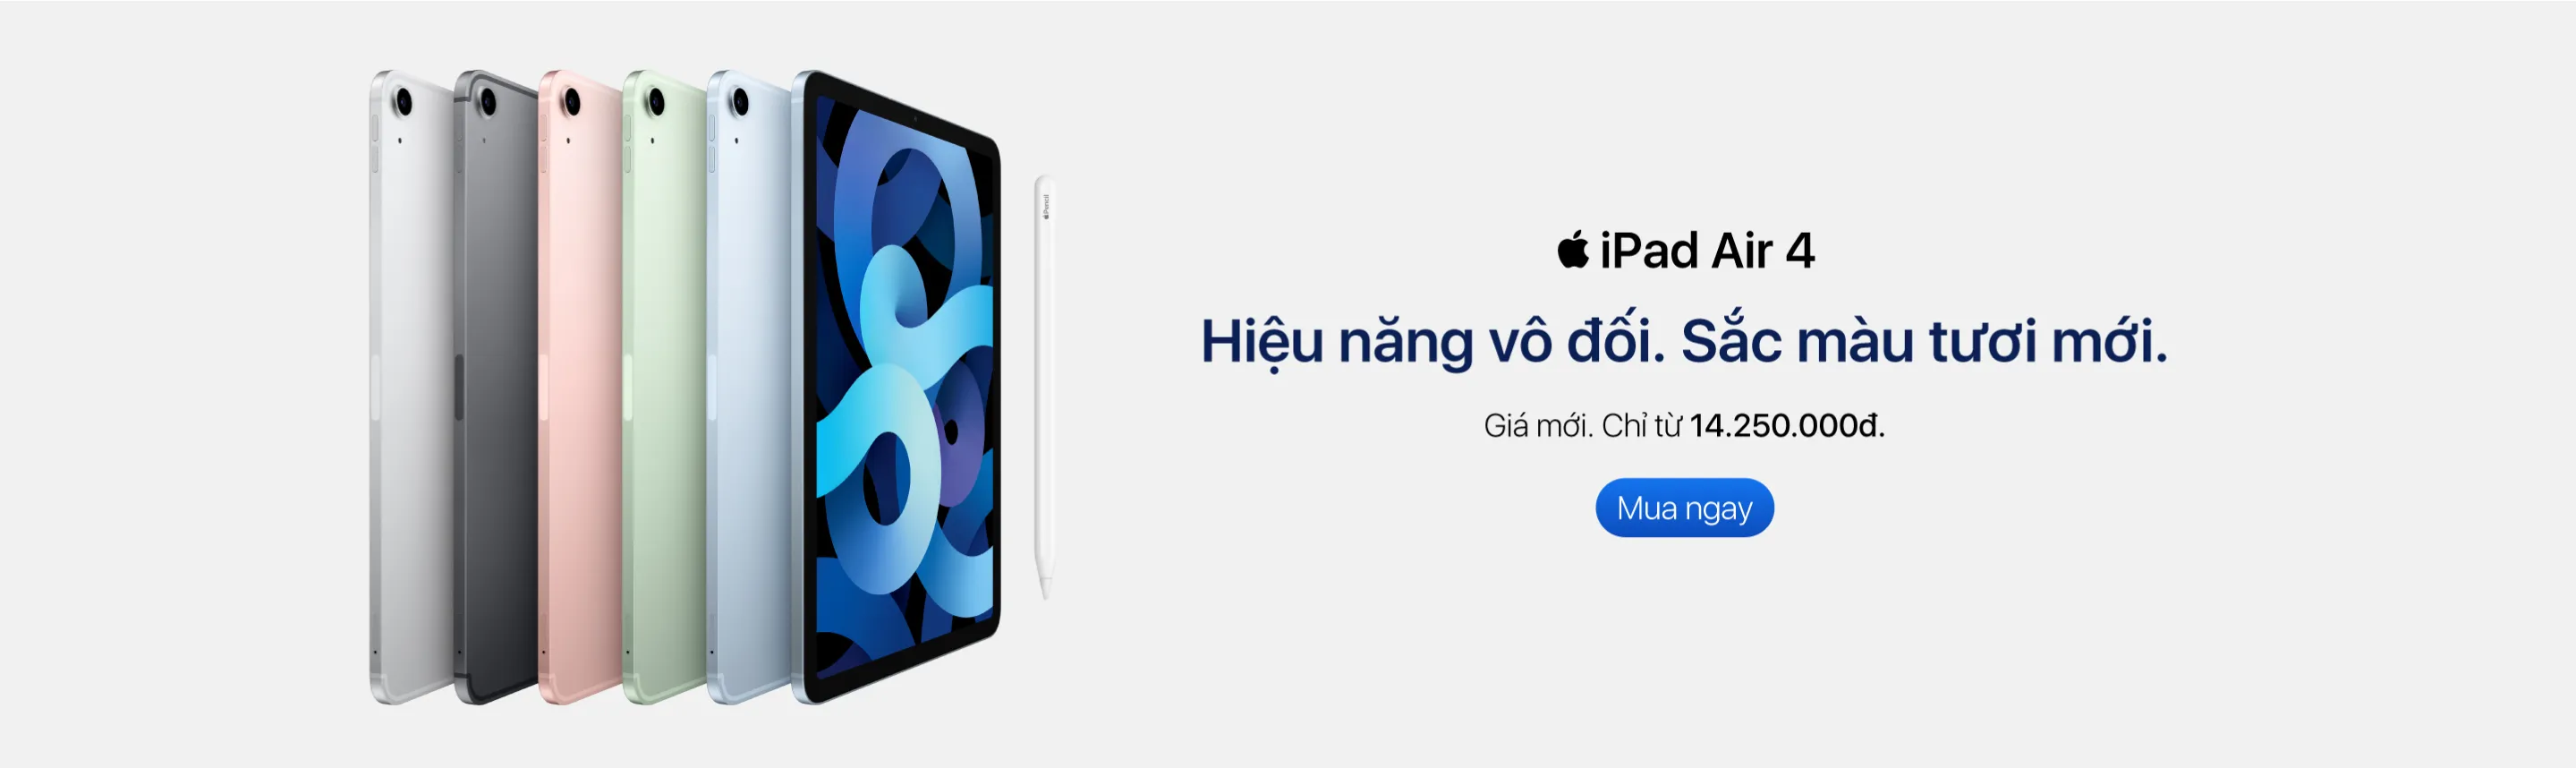 iPad Air 4
Hiệu năng vô đối. Sắc màu tươi mới.
Giá mới. Chỉ từ 14.250.000đ.
Mua ngay
Pencil